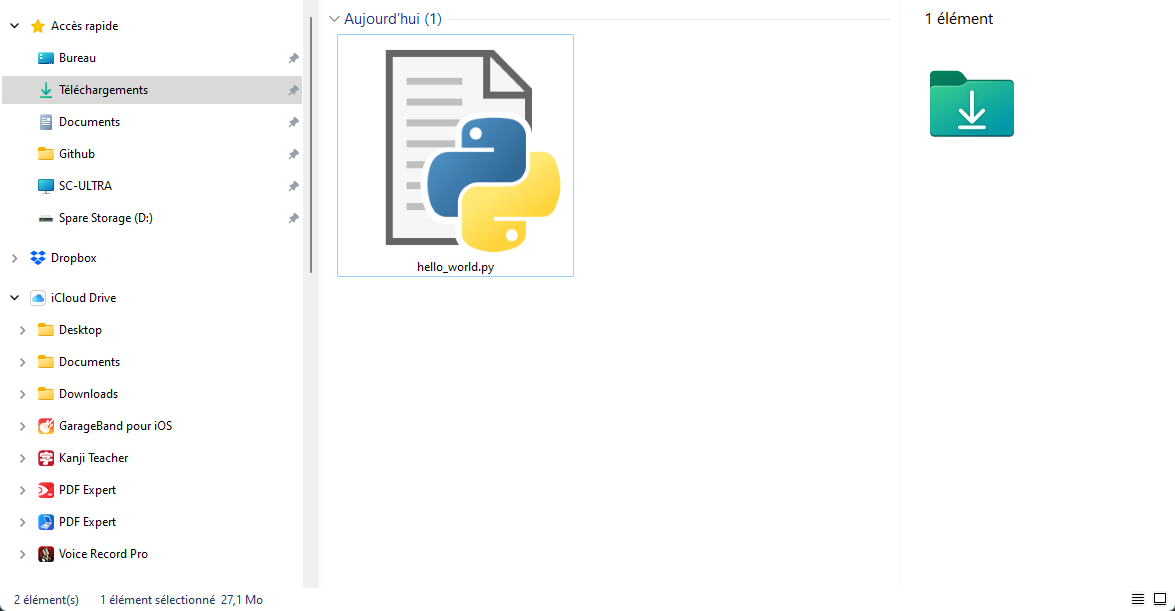 Accès rapide
Bureau
Téléchargements
Documents
Github
SC-ULTRA
Spare Storage (D:)
Dropbox
iCloud Drive
Desktop
Documents
Downloads
GarageBand pour iOS
Kanji Teacher
PDF Expert
PDF Expert
Voice Record Pro
Aujourd’hui (1)
hello_world.py
1 élément
2 élément(s) 1 élément sélectionné 27,1 Mo